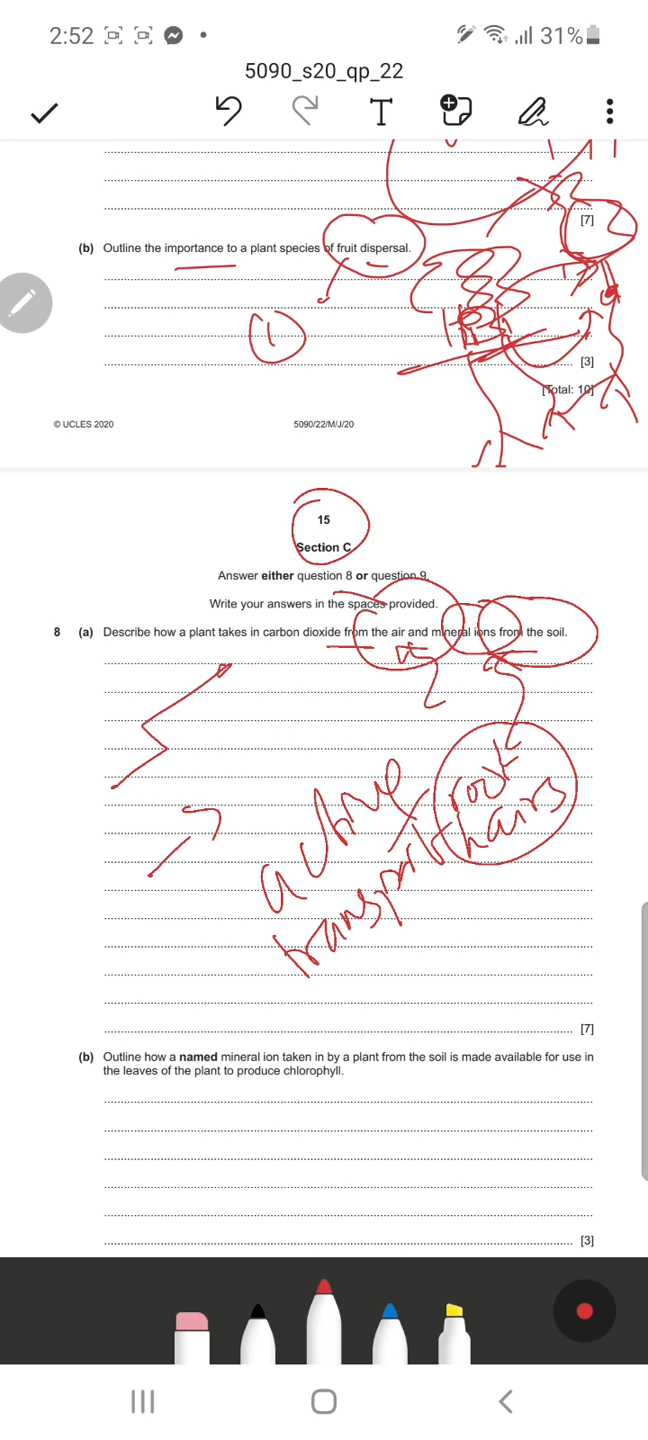 2:52
31%
5090_s20_qp_22
T
[7]
(b) Outline the importance to a plant species of fruit dispersal.
1
[3]
[Total: 10]
© UCLES 2020
5090/22/M/J/20
15
Section C
Answer either question 8 or question 9.
Write your answers in the spaces provided.
8 (a) Describe how a plant takes in carbon dioxide from the air and mineral ions from the soil.
active
transport
root
hairs
[7]
(b) Outline how a named mineral ion taken in by a plant from the soil is made available for use in
the leaves of the plant to produce chlorophyll.
[3]